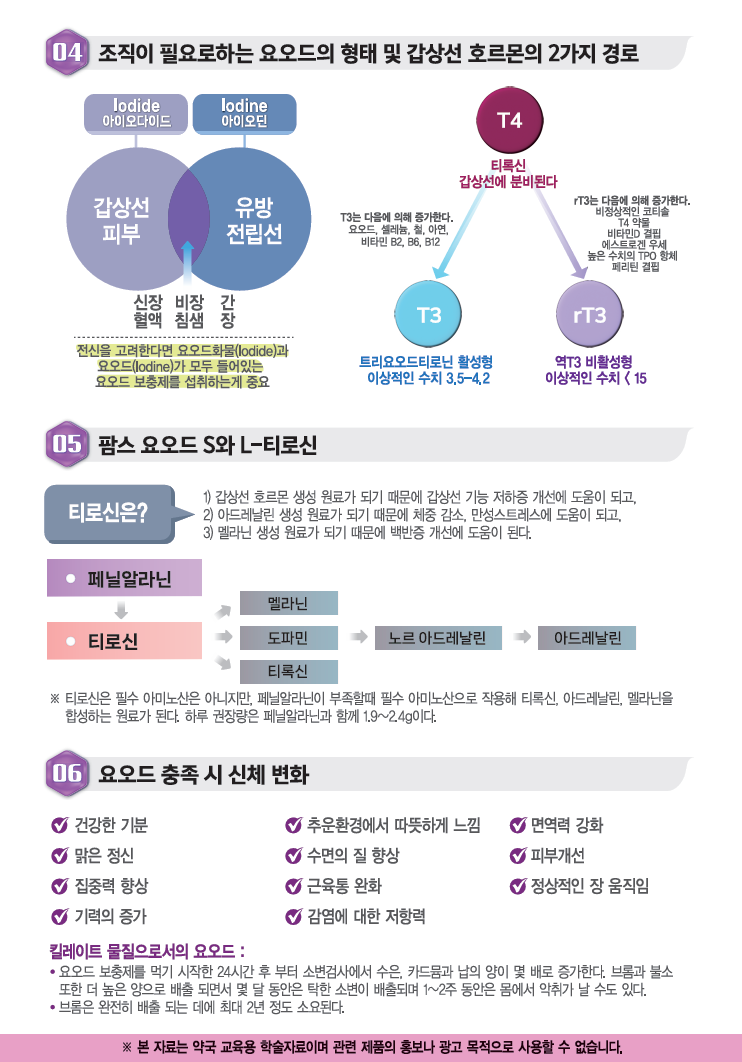 04 조직이 필요로하는 요오드의 형태 및 갑상선 호르몬의 2가지 경로
Iodide
아이오다이드
Iodine
아이오딘
갑상선
피부
유방
전립선
신장 비장 간
혈액 침샘 장
전신을 고려한다면 요오드화물(Iodide)과
요오드(Iodine)가 모두 들어있는
요오드 보충제를 섭취하는게 중요
T4
티록신
갑상선에 분비된다
T3는 다음에 의해 증가한다.
요오드, 셀레늄, 철, 아연,
비타민 B2, B6, B12
rT3는 다음에 의해 증가한다.
비정상적인 코티솔
T4 약물
비타민D 결핍
에스트로겐 우세
높은 수치의 TPO 항체
페리틴 결핍
T3
트리요오드티로닌 활성형
이상적인 수치 3.5-4.2
rT3
역T3 비활성형
이상적인 수치 < 15
05 팜스 요오드 S와 L-티로신
티로신은?
1) 갑상선 호르몬 생성 원료가 되기 때문에 갑상선 기능 저하증 개선에 도움이 되고,
2) 아드레날린 생성 원료가 되기 때문에 체중 감소, 만성스트레스에 도움이 되고,
3) 멜라닌 생성 원료가 되기 때문에 백반증 개선에 도움이 된다.
• 페닐알라닌
• 티로신
멜라닌
도파민
노르 아드레날린
아드레날린
티록신
※ 티로신은 필수 아미노산은 아니지만, 페닐알라닌이 부족할때 필수 아미노산으로 작용해 티록신, 아드레날린, 멜라닌을
합성하는 원료가 된다. 하루 권장량은 페닐알라닌과 함께 1.9~2.4g이다.
06 요오드 충족 시 신체 변화
건강한 기분
맑은 정신
집중력 향상
기력의 증가
추운환경에서 따뜻하게 느낌
수면의 질 향상
근육통 완화
감염에 대한 저항력
면역력 강화
피부개선
정상적인 장 움직임
킬레이트 물질으로서의 요오드 :
• 요오드 보충제를 먹기 시작한 24시간 후 부터 소변검사에서 수은, 카드뮴과 납의 양이 몇 배로 증가한다. 브롬과 불소
또한 더 높은 양으로 배출 되면서 몇 달 동안은 탁한 소변이 배출되며 1~2주 동안은 몸에서 악취가 날 수도 있다.
• 브롬은 완전히 배출 되는 데에 최대 2년 정도 소요된다.
※ 본 자료는 약국 교육용 학술자료이며 관련 제품의 홍보나 광고 목적으로 사용할 수 없습니다.